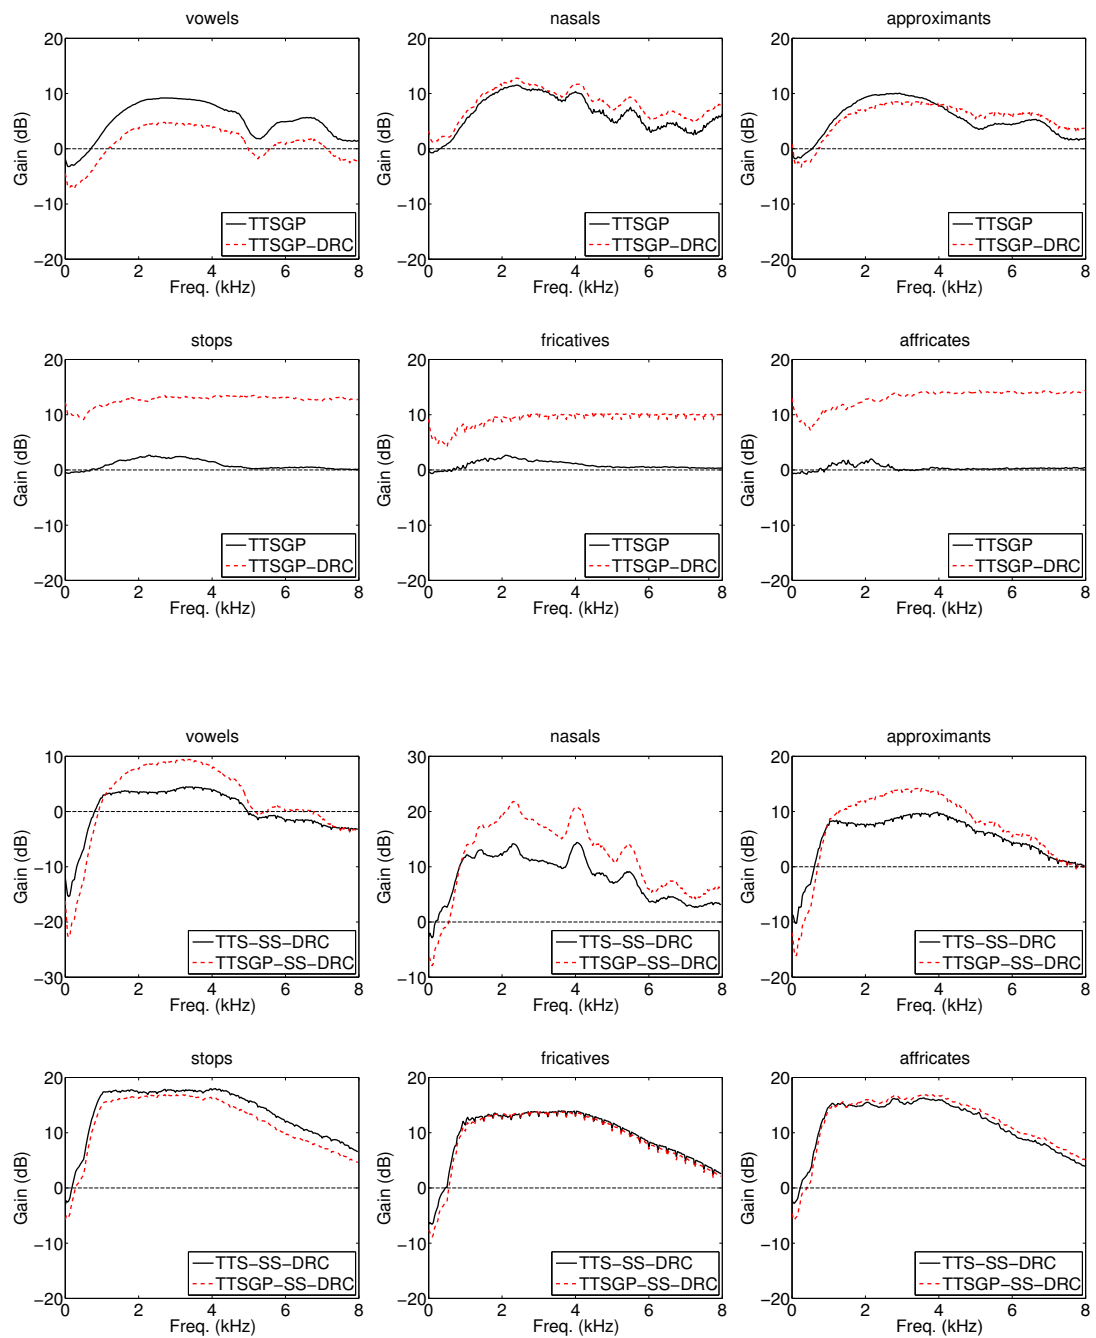 vowels
20
10
0
−10
−20
Gain (dB)
TTSGP
TTSGP−DRC
0 2 4 6 8
Freq. (kHz)
nasals
20
10
0
−10
−20
Gain (dB)
TTSGP
TTSGP−DRC
0 2 4 6 8
Freq. (kHz)
approximants
20
10
0
−10
−20
Gain (dB)
TTSGP
TTSGP−DRC
0 2 4 6 8
Freq. (kHz)
stops
20
10
0
−10
−20
Gain (dB)
TTSGP
TTSGP−DRC
0 2 4 6 8
Freq. (kHz)
fricatives
20
10
0
−10
−20
Gain (dB)
TTSGP
TTSGP−DRC
0 2 4 6 8
Freq. (kHz)
affricates
20
10
0
−10
−20
Gain (dB)
TTSGP
TTSGP−DRC
0 2 4 6 8
Freq. (kHz)
vowels
10
0
−10
−20
−30
Gain (dB)
TTS−SS−DRC
TTSGP−SS−DRC
0 2 4 6 8
Freq. (kHz)
nasals
30
20
10
0
−10
Gain (dB)
TTS−SS−DRC
TTSGP−SS−DRC
0 2 4 6 8
Freq. (kHz)
approximants
20
10
0
−10
−20
Gain (dB)
TTS−SS−DRC
TTSGP−SS−DRC
0 2 4 6 8
Freq. (kHz)
stops
20
10
0
−10
−20
Gain (dB)
TTS−SS−DRC
TTSGP−SS−DRC
0 2 4 6 8
Freq. (kHz)
fricatives
20
10
0
−10
−20
Gain (dB)
TTS−SS−DRC
TTSGP−SS−DRC
0 2 4 6 8
Freq. (kHz)
affricates
20
10
0
−10
−20
Gain (dB)
TTS−SS−DRC
TTSGP−SS−DRC
0 2 4 6 8
Freq. (kHz)